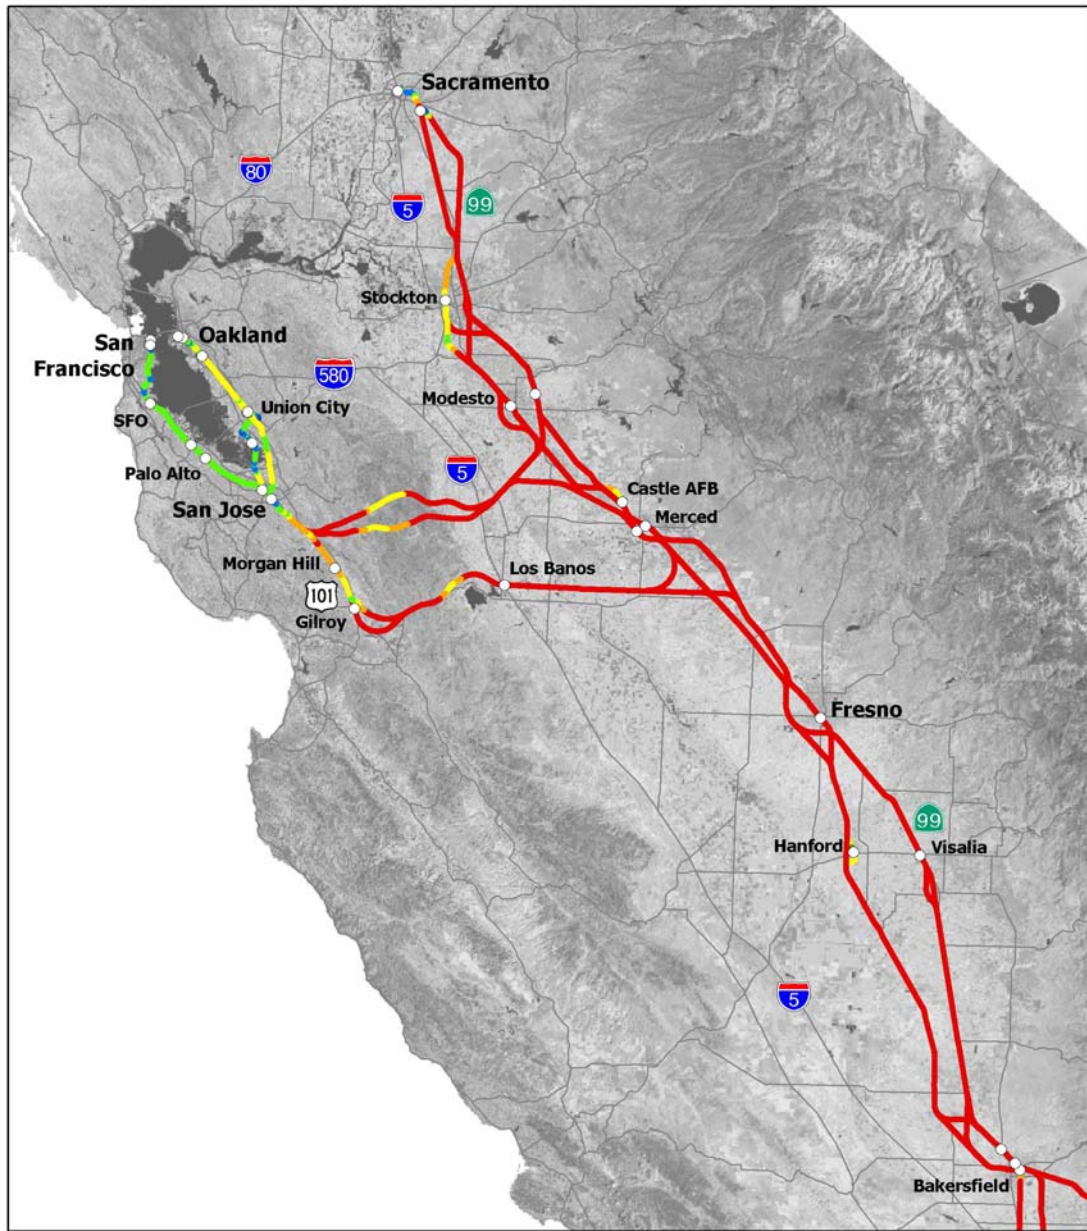 Sacramento
80
5
99
Stockton
San
Francisco
Oakland
580
Union City
Modesto
SFO
5
Palo Alto
Castle AFB
San Jose
Merced
Morgan Hill
Los Banos
101
Gilroy
Fresno
99
Hanford
Visalia
5
Bakersfield